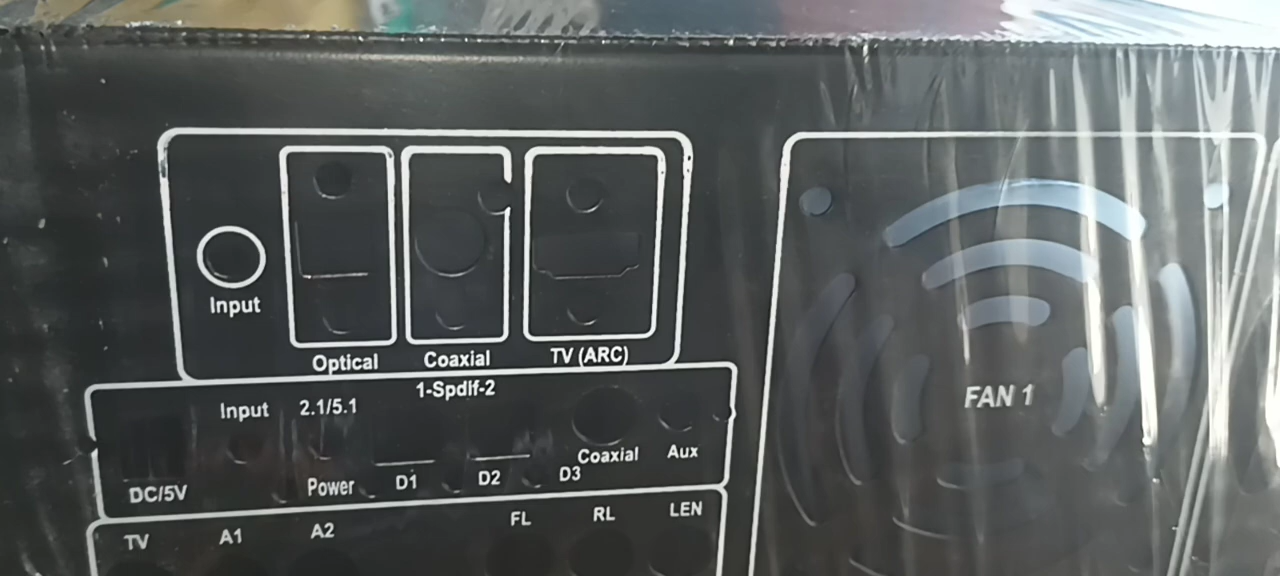 Input
Optical Coaxial TV (ARC)
1-Spdlf-2
Input 2.1/5.1
Coaxial Aux
DC/5V Power D1 D2 D3
TV A1 A2 FL RL LEN
FAN 1